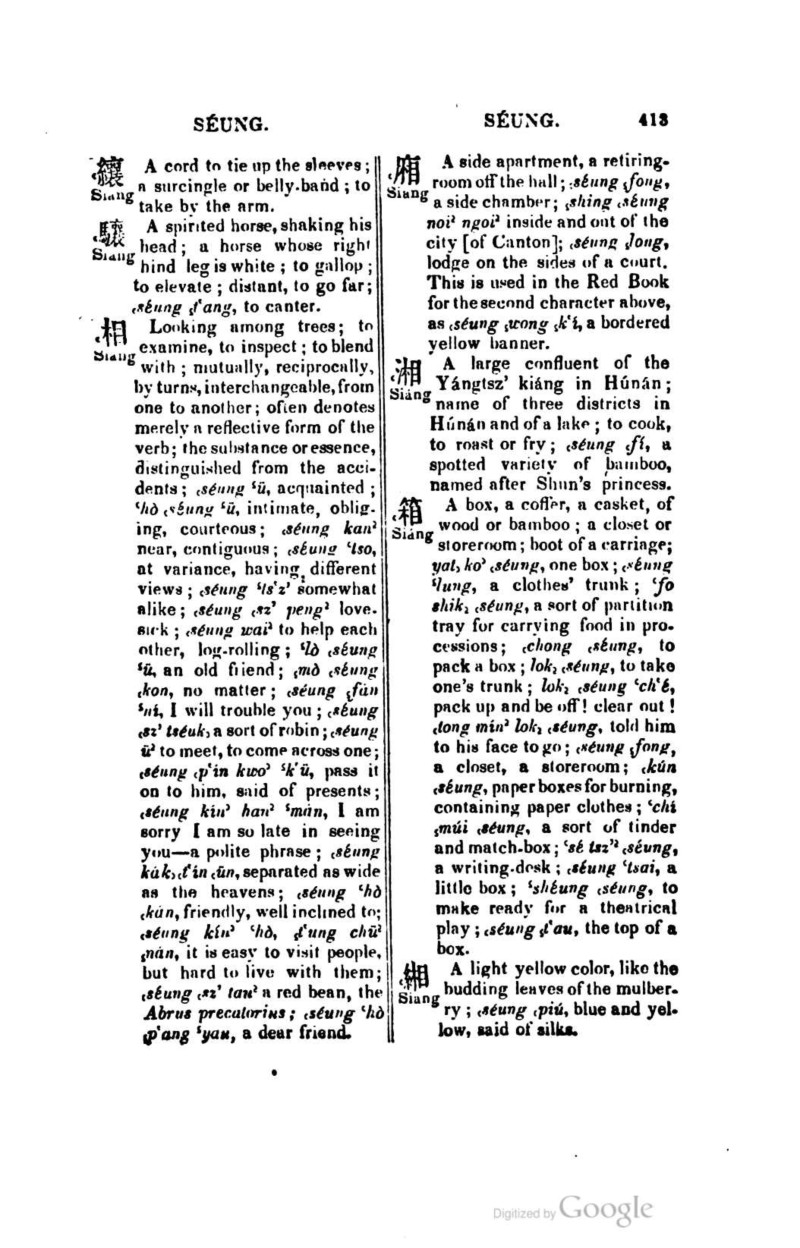 SÉUNG.
纕 A cord to tie up the sleeves;
Siang a surcingle or belly-band; to
take by the arm.
驤 A spirited horse, shaking his
Siang head; a horse whose right
hind leg is white; to gallop;
to elevate; distant, to go far;
⸤séung ⸤t‘ang, to canter.
相 Looking among trees; to
Siang examine, to inspect; to blend
with; mutually, reciprocally,
by turns, interchangeable, from
one to another; often denotes
merely a reflective form of the
verb; the substance or essence,
distinguished from the acci-
dents; ⸤séung ‘ü, acquainted;
‘hò ⸤séung ‘ü, intimate, oblig-
ing, courteous; ⸤séung kan²
near, contiguous; ⸤séung ‘tso,
at variance, having different
views; ⸤séung ‘ts‘z’ somewhat
alike; ⸤séung ⸤sz’ peng² love-
sick; ⸤séung wai² to help each
other, log-rolling; ‘lò ⸤séung
‘ü, an old friend; ⸤mò ⸤séung
⸤kon, no matter; ⸤séung ⸤fán
‘ní, I will trouble you; ⸤séung
⸤sz’ tséuk, a sort of robin; ⸤séung
ü² to meet, to come across one;
⸤séung ⸤p‘in kwo’ ‘k‘ü, pass it
on to him, said of presents;
⸤séung kín’ han² ‘mán, I am
sorry I am so late in seeing
you—a polite phrase; ⸤séung
kák, ⸤t‘ín ⸤ün, separated as wide
as the heavens; ⸤séung ‘hò
⸤kán, friendly, well inclined to;
⸤séung kín’ ‘hò, ⸤t‘ung chü²
⸤nán, it is easy to visit people,
but hard to live with them;
⸤séung ⸤sz’ tau² a red bean, the
Abrus precatorius; ⸤séung ‘hò
⸤p‘ang ‘yau, a dear friend.
SÉUNG. 413
廂 A side apartment, a retiring-
Siang room off the hall; ⸤séung ⸤fong,
a side chamber; ⸤shing ⸤séung
noi² ngoi² inside and out of the
city [of Canton]; ⸤séung ⸤long,
lodge on the sides of a court.
This is used in the Red Book
for the second character above,
as ⸤séung ⸤wong ⸤k‘í, a bordered
yellow banner.
湘 A large confluent of the
Siáng Yángtsz’ kiáng in Húnán;
name of three districts in
Húnán and of a lake; to cook,
to roast or fry; ⸤séung ⸤fí, a
spotted variety of bamboo,
named after Shun's princess.
箱 A box, a coffer, a casket, of
Siáng wood or bamboo; a closet or
storeroom; boot of a carriage;
yat, ko’ ⸤séung, one box; ⸤séung
‘lung, a clothes' trunk; ‘fo
shik, ⸤séung, a sort of partition
tray for carrying food in pro-
cessions; ⸤chong ⸤séung, to
pack a box; lok, ⸤séung, to take
one's trunk; lok, ⸤séung ‘ch‘é,
pack up and be off! clear out!
⸤tong mín² lok, ⸤séung, told him
to his face to go; ⸤séung ⸤fong,
a closet, a storeroom; ⸤kún
⸤séung, paper boxes for burning,
containing paper clothes; ‘chí
⸤múi ⸤séung, a sort of tinder
and match-box; ‘sé tsz’² ⸤séung,
a writing-desk; ⸤séung ‘tsai, a
little box; ‘shéung ⸤séung, to
make ready for a theatrical
play; ⸤séung ⸤t‘au, the top of a
box.
緗 A light yellow color, like the
Siang budding leaves of the mulber-
ry; ⸤séung ⸤piú, blue and yel-
low, said of silks.
Digitized by Google